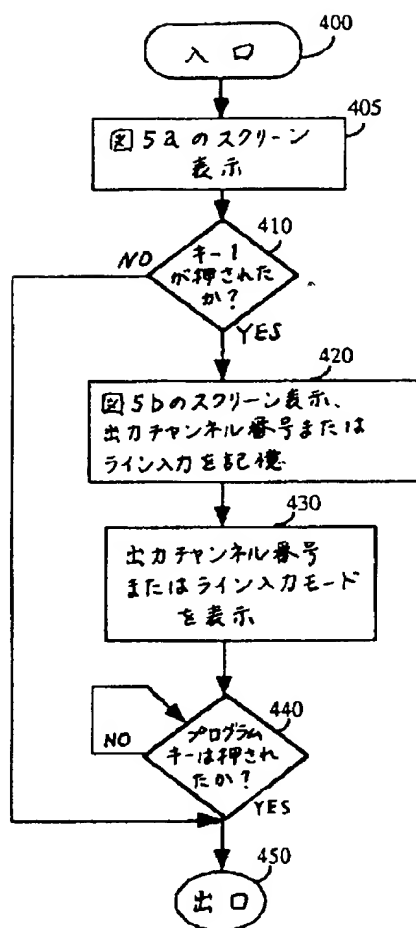 400
入口
405
図5aのスクリーン
表示
410
NO
キー1
が押された
か?
YES
420
図5bのスクリーン表示、
出力チャンネル番号または
ライン入力を記憶
430
出力チャンネル番号
またはライン入力モード
を表示
440
プログラム
キーは押され
たか?
NO
YES
450
出口